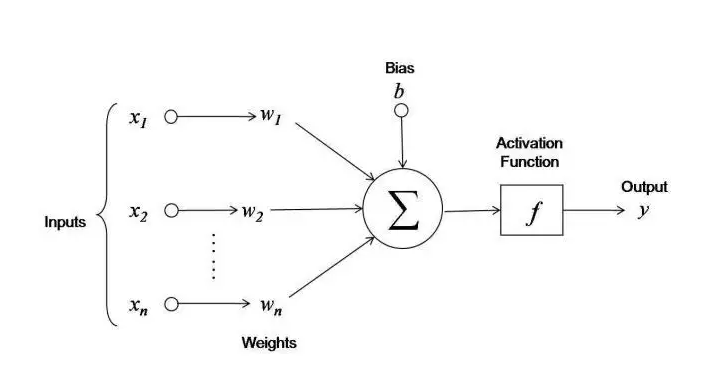 Bias
b
x1 w1
Activation
Function
Output
Inputs x2 w2 Σ f y
xn wn
Weights